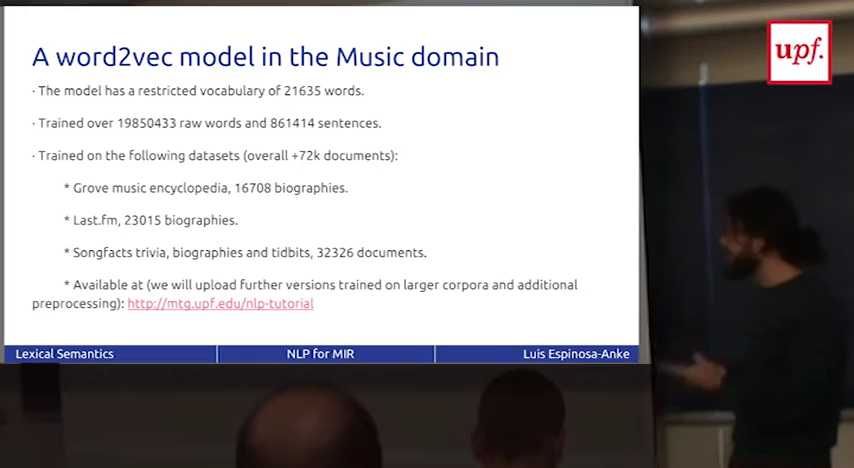 A word2vec model in the Music domain
· The model has a restricted vocabulary of 21635 words.
· Trained over 19850433 raw words and 861414 sentences.
· Trained on the following datasets (overall +72k documents):
* Grove music encyclopedia, 16708 biographies.
* Last.fm, 23015 biographies.
* Songfacts trivia, biographies and tidbits, 32326 documents.
* Available at (we will upload further versions trained on larger corpora and additional
preprocessing): http://mtg.upf.edu/nlp-tutorial
Lexical Semantics NLP for MIR Luis Espinosa-Anke
upf.